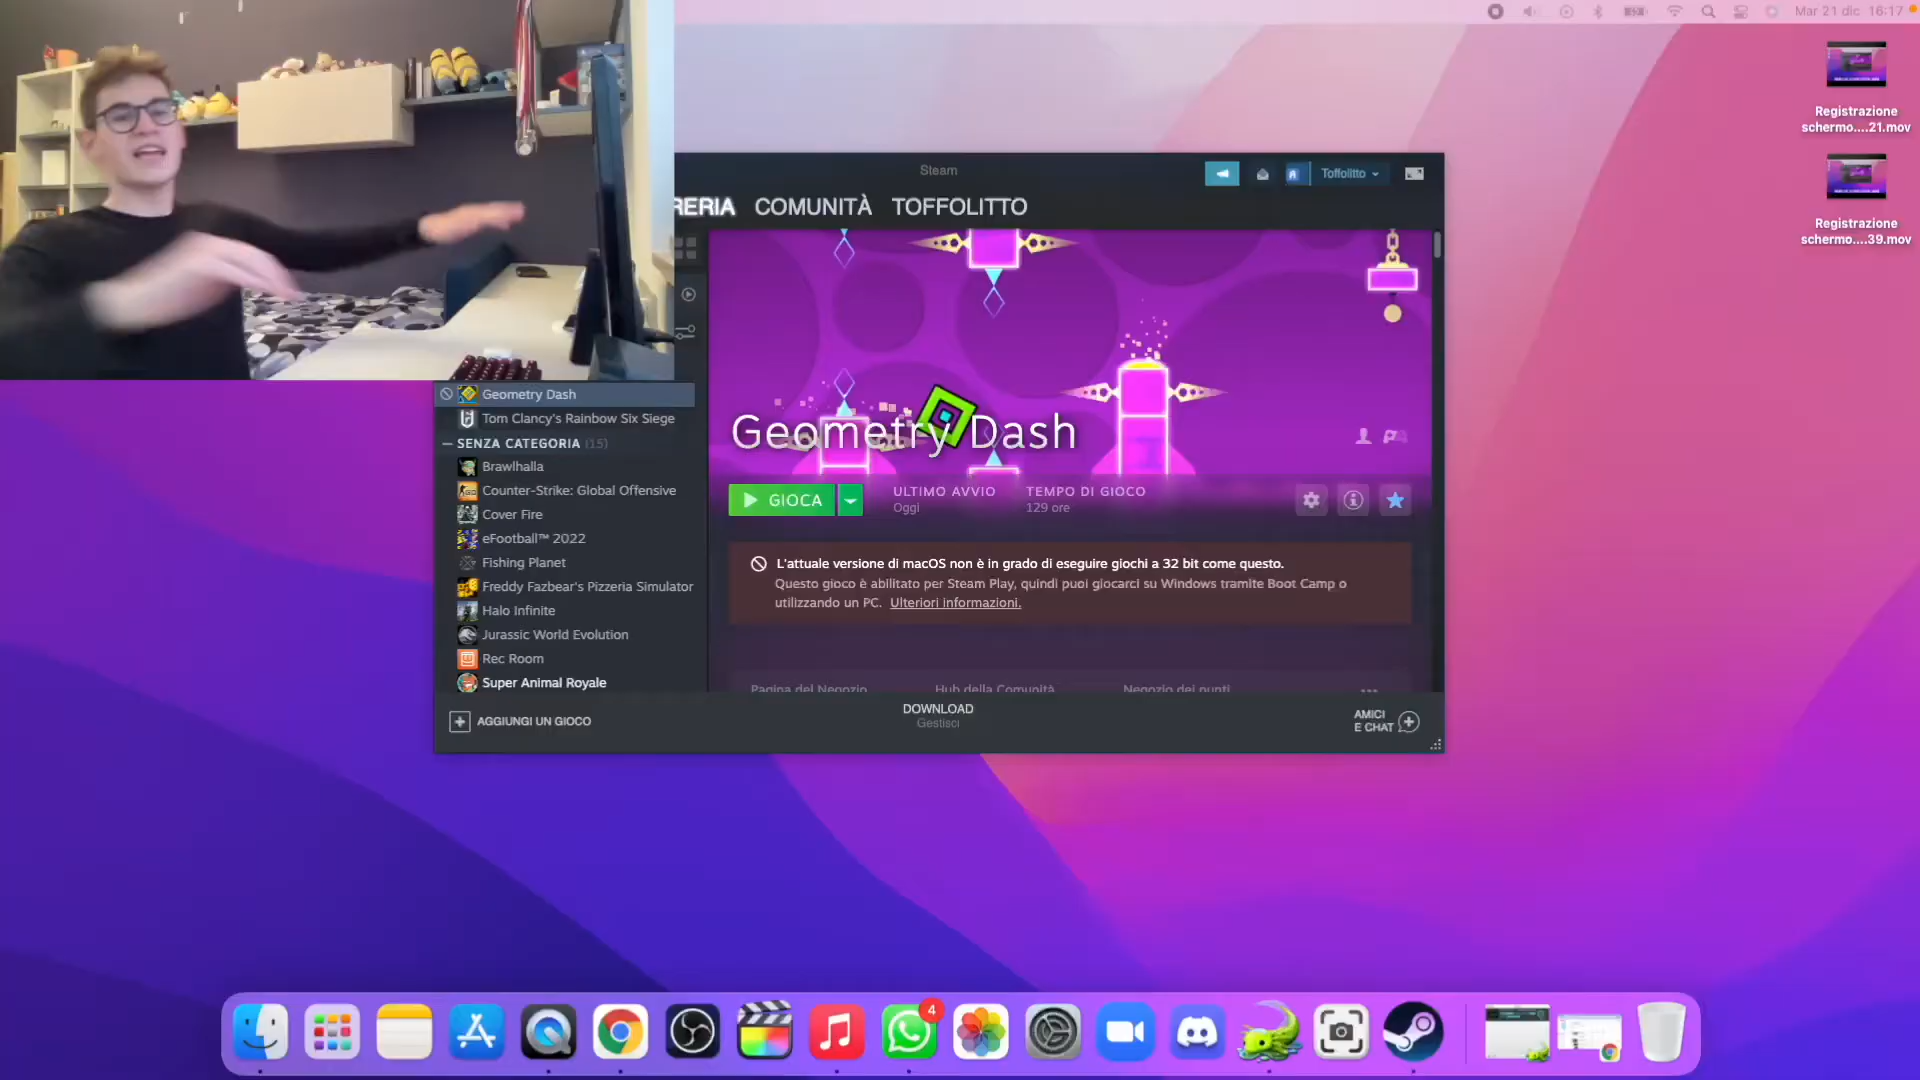 Mar 21 dic 16:17
Registrazione
schermo....21.mov
Registrazione
schermo....39.mov
Steam
Toffolitto
RERIA COMUNITÀ TOFFOLITTO
Geometry Dash
Tom Clancy's Rainbow Six Siege
SENZA CATEGORIA (15)
Brawlhalla
Counter-Strike: Global Offensive
Cover Fire
eFootball™ 2022
Fishing Planet
Freddy Fazbear's Pizzeria Simulator
Halo Infinite
Jurassic World Evolution
Rec Room
Super Animal Royale
Geometry Dash
GIOCA
ULTIMO AVVIO
Oggi
TEMPO DI GIOCO
129 ore
L'attuale versione di macOS non è in grado di eseguire giochi a 32 bit come questo.
Questo gioco è abilitato per Steam Play, quindi puoi giocarci su Windows tramite Boot Camp o
utilizzando un PC. Ulteriori informazioni.
Pagina del Negozio Hub della Comunità Negozio dei punti
AGGIUNGI UN GIOCO
DOWNLOAD
Gestisci
AMICI
E CHAT
4